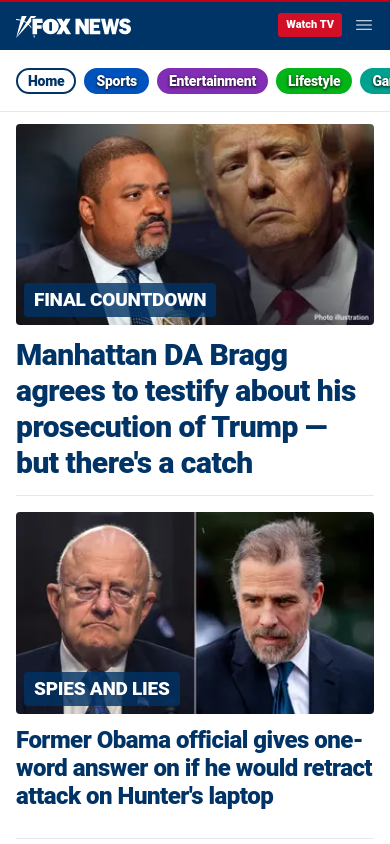 FOX NEWS
Watch TV
Home
Sports
Entertainment
Lifestyle
Ga
FINAL COUNTDOWN
Photo illustration
Manhattan DA Bragg
agrees to testify about his
prosecution of Trump —
but there's a catch
SPIES AND LIES
Former Obama official gives one-
word answer on if he would retract
attack on Hunter's laptop